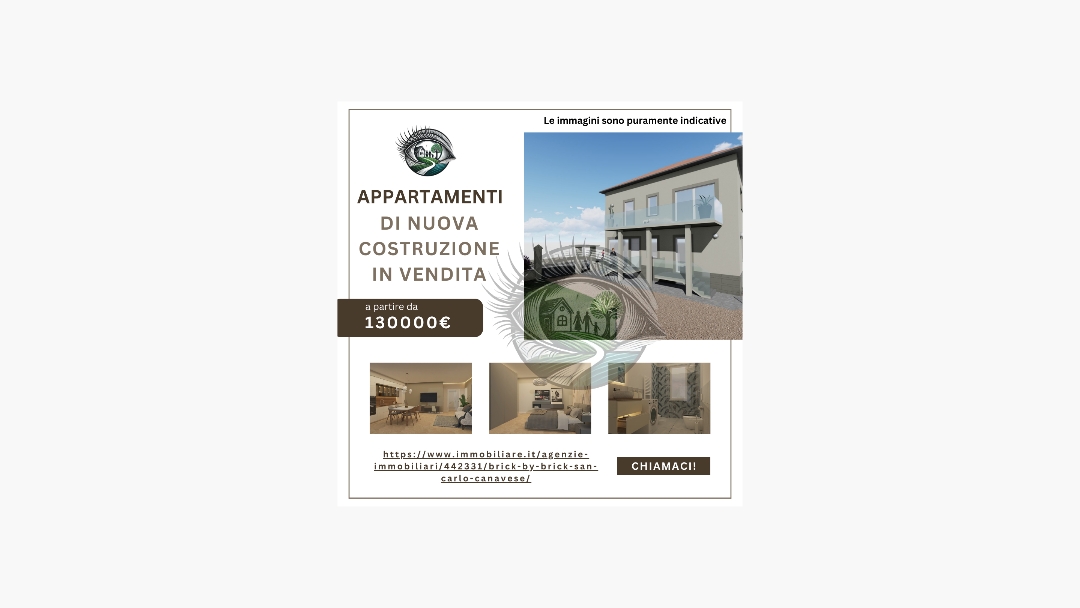 Le immagini sono puramente indicative
APPARTAMENTI
DI NUOVA
COSTRUZIONE
IN VENDITA
a partire da
130000€
https://www.immobiliare.it/agenzie-
immobiliari/442331/brick-by-brick-san-
carlo-canavese/
CHIAMACI!